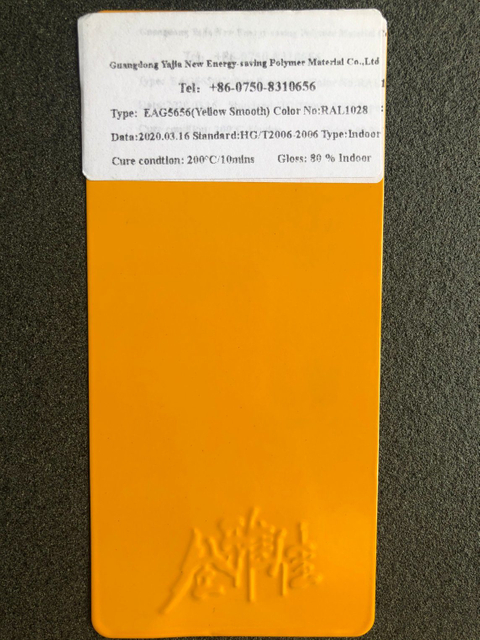 Guangdong Yajia New Energy-saving Polymer Material Co.,Ltd
Tel: +86-0750-8310656
Type: EAG5656(Yellow Smooth) Color No:RAL1028
Data:2020.03.16 Standard:HG/T2006-2006 Type:Indoor
Cure condtion: 200°C/10mins Gloss: 80 % Indoor